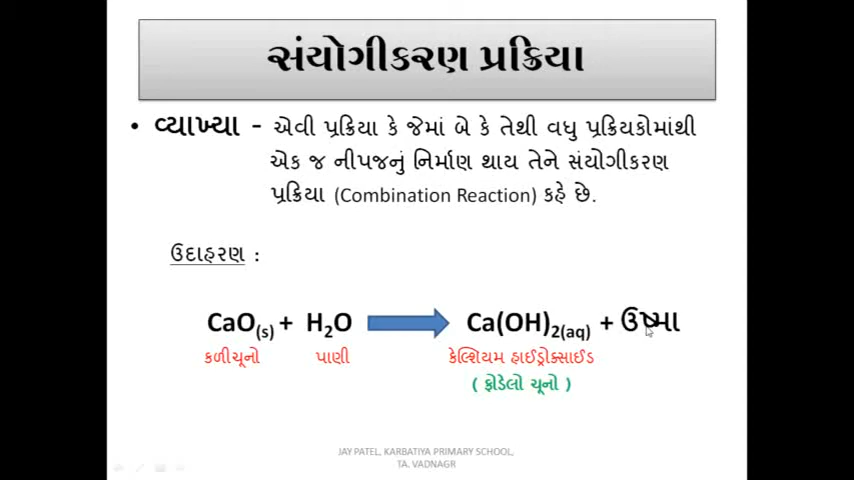 સંયોગીકરણ પ્રક્રિયા
• વ્યાખ્યા - એવી પ્રક્રિયા કે જેમાં બે કે તેથી વધુ પ્રક્રિયકોમાંથી
એક જ નીપજનું નિર્માણ થાય તેને સંયોગીકરણ
પ્રક્રિયા (Combination Reaction) કહે છે.
ઉદાહરણ :
CaO(s) + H2O Ca(OH)2(aq) + ઉષ્મા
કળીચૂનો પાણી કેલ્શિયમ હાઈડ્રોક્સાઈડ
( ફોડેલો ચૂનો )
JAY PATEL, KARBATIYA PRIMARY SCHOOL,
TA. VADNAGR